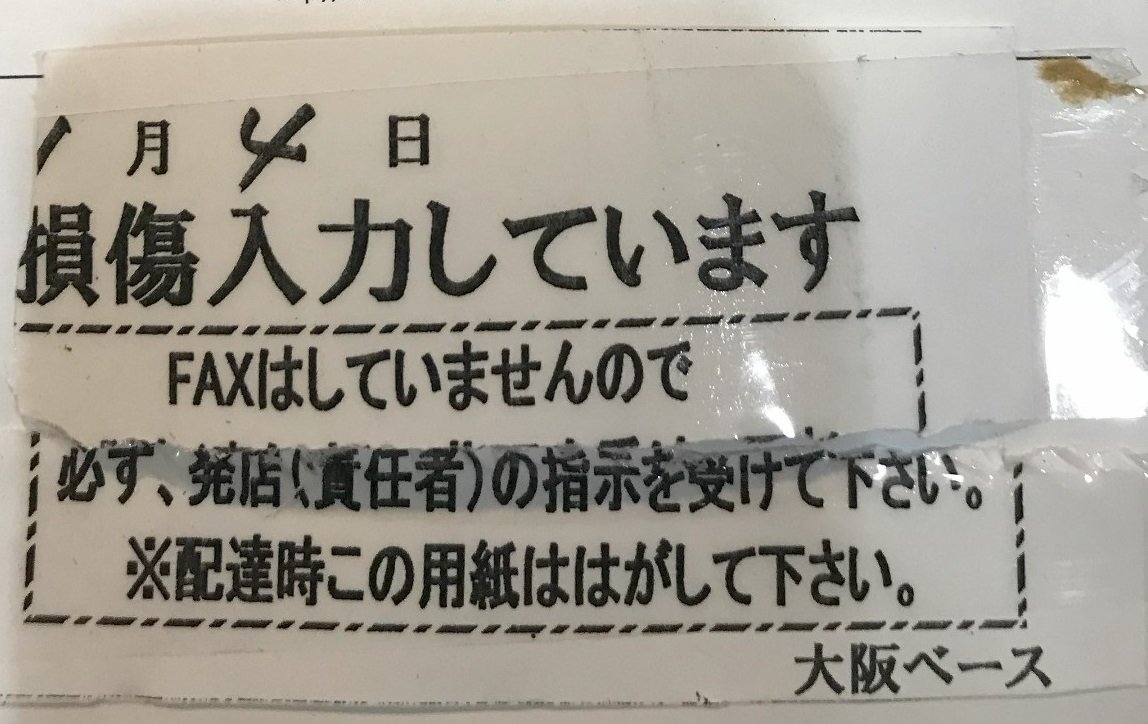 1月4日
損傷入力しています
FAXはしていませんので
必ず、発店(責任者)の指示を受けて下さい。
※配達時この用紙ははがして下さい。
大阪ベース